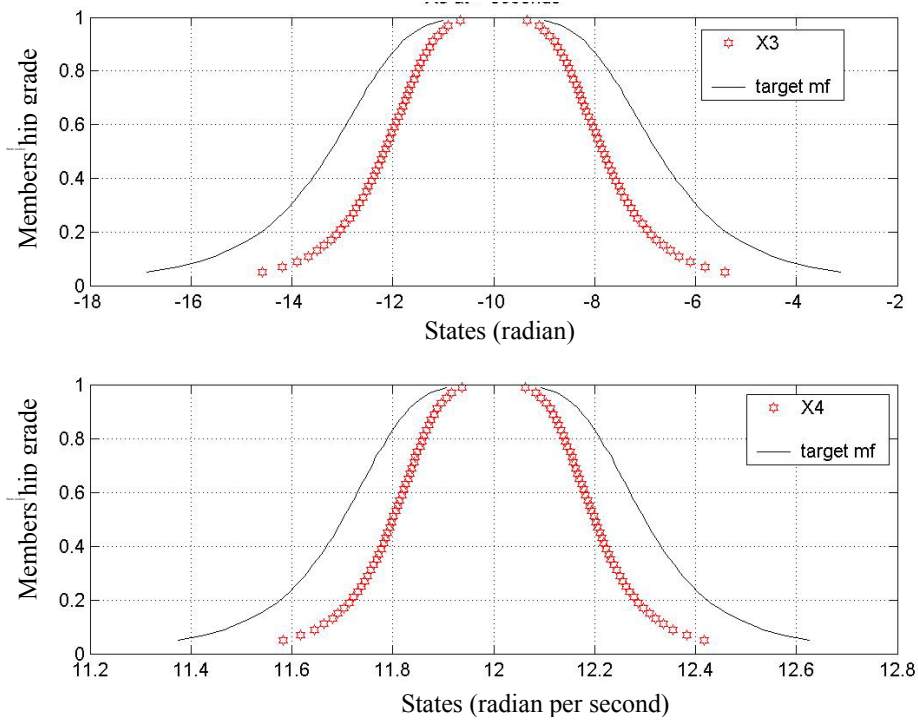 1
X3
0.8
target mf
0.6
0.4
0.2
0
-18 -16 -14 -12 -10 -8 -6 -4 -2
Membership grade
States (radian)
1
X4
0.8
target mf
0.6
0.4
0.2
0
11.2 11.4 11.6 11.8 12 12.2 12.4 12.6 12.8
Membership grade
States (radian per second)